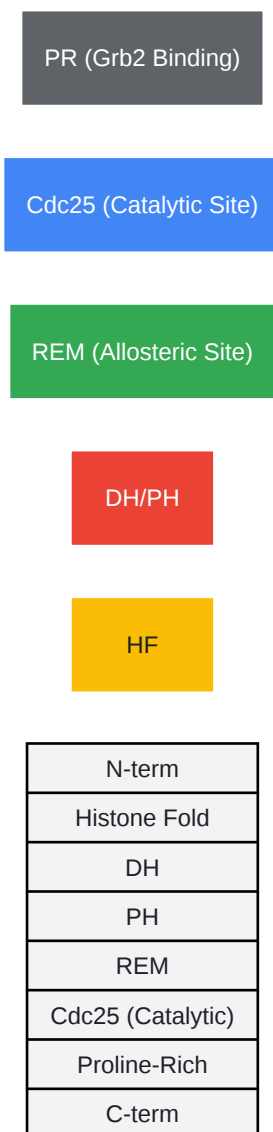 PR (Grb2 Binding)
Cdc25 (Catalytic Site)
REM (Allosteric Site)
DH/PH
HF
N-term
Histone Fold
DH
PH
REM
Cdc25 (Catalytic)
Proline-Rich
C-term